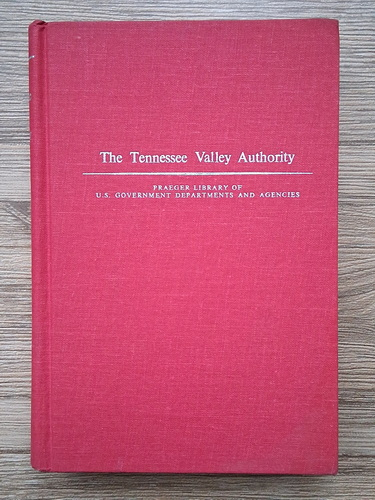 The Tennessee Valley Authority
PRAEGER LIBRARY OF
U.S. GOVERNMENT DEPARTMENTS AND AGENCIES